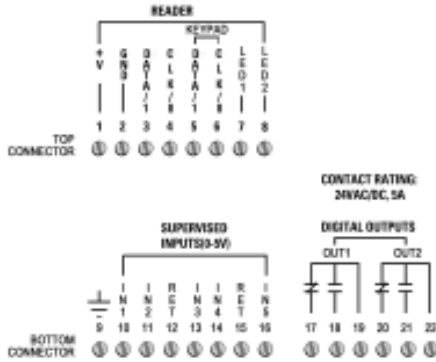 READER
KEYPAD
+V GND DATA/1 CLK/0 DATA/1 CLK/0 LED1 LED2
1 2 3 4 5 6 7 8
TOP
CONNECTOR
CONTACT RATING:
24VAC/DC, 5A
SUPERVISED
INPUTS(0-5V)
DIGITAL OUTPUTS
OUT1 OUT2
IN1 IN2 RET IN3 IN4 RET IN5
9 10 11 12 13 14 15 16 17 18 19 20 21 22
BOTTOM
CONNECTOR